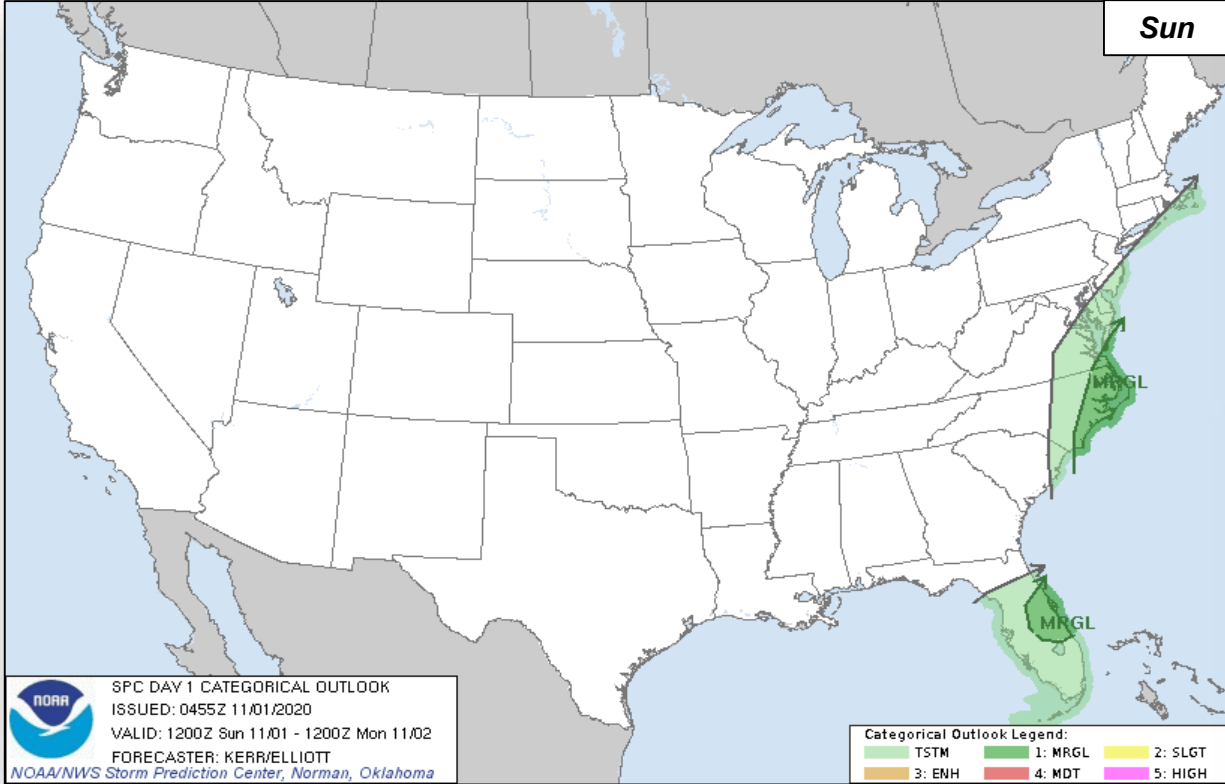 Sun
MRGL
MRGL
NOAA
SPC DAY 1 CATEGORICAL OUTLOOK
ISSUED: 0455Z 11/01/2020
VALID: 1200Z Sun 11/01 - 1200Z Mon 11/02
FORECASTER: KERR/ELLIOTT
NOAA/NWS Storm Prediction Center, Norman, Oklahoma
Categorical Outlook Legend:
TSTM 1: MRGL 2: SLGT
3: ENH 4: MDT 5: HIGH